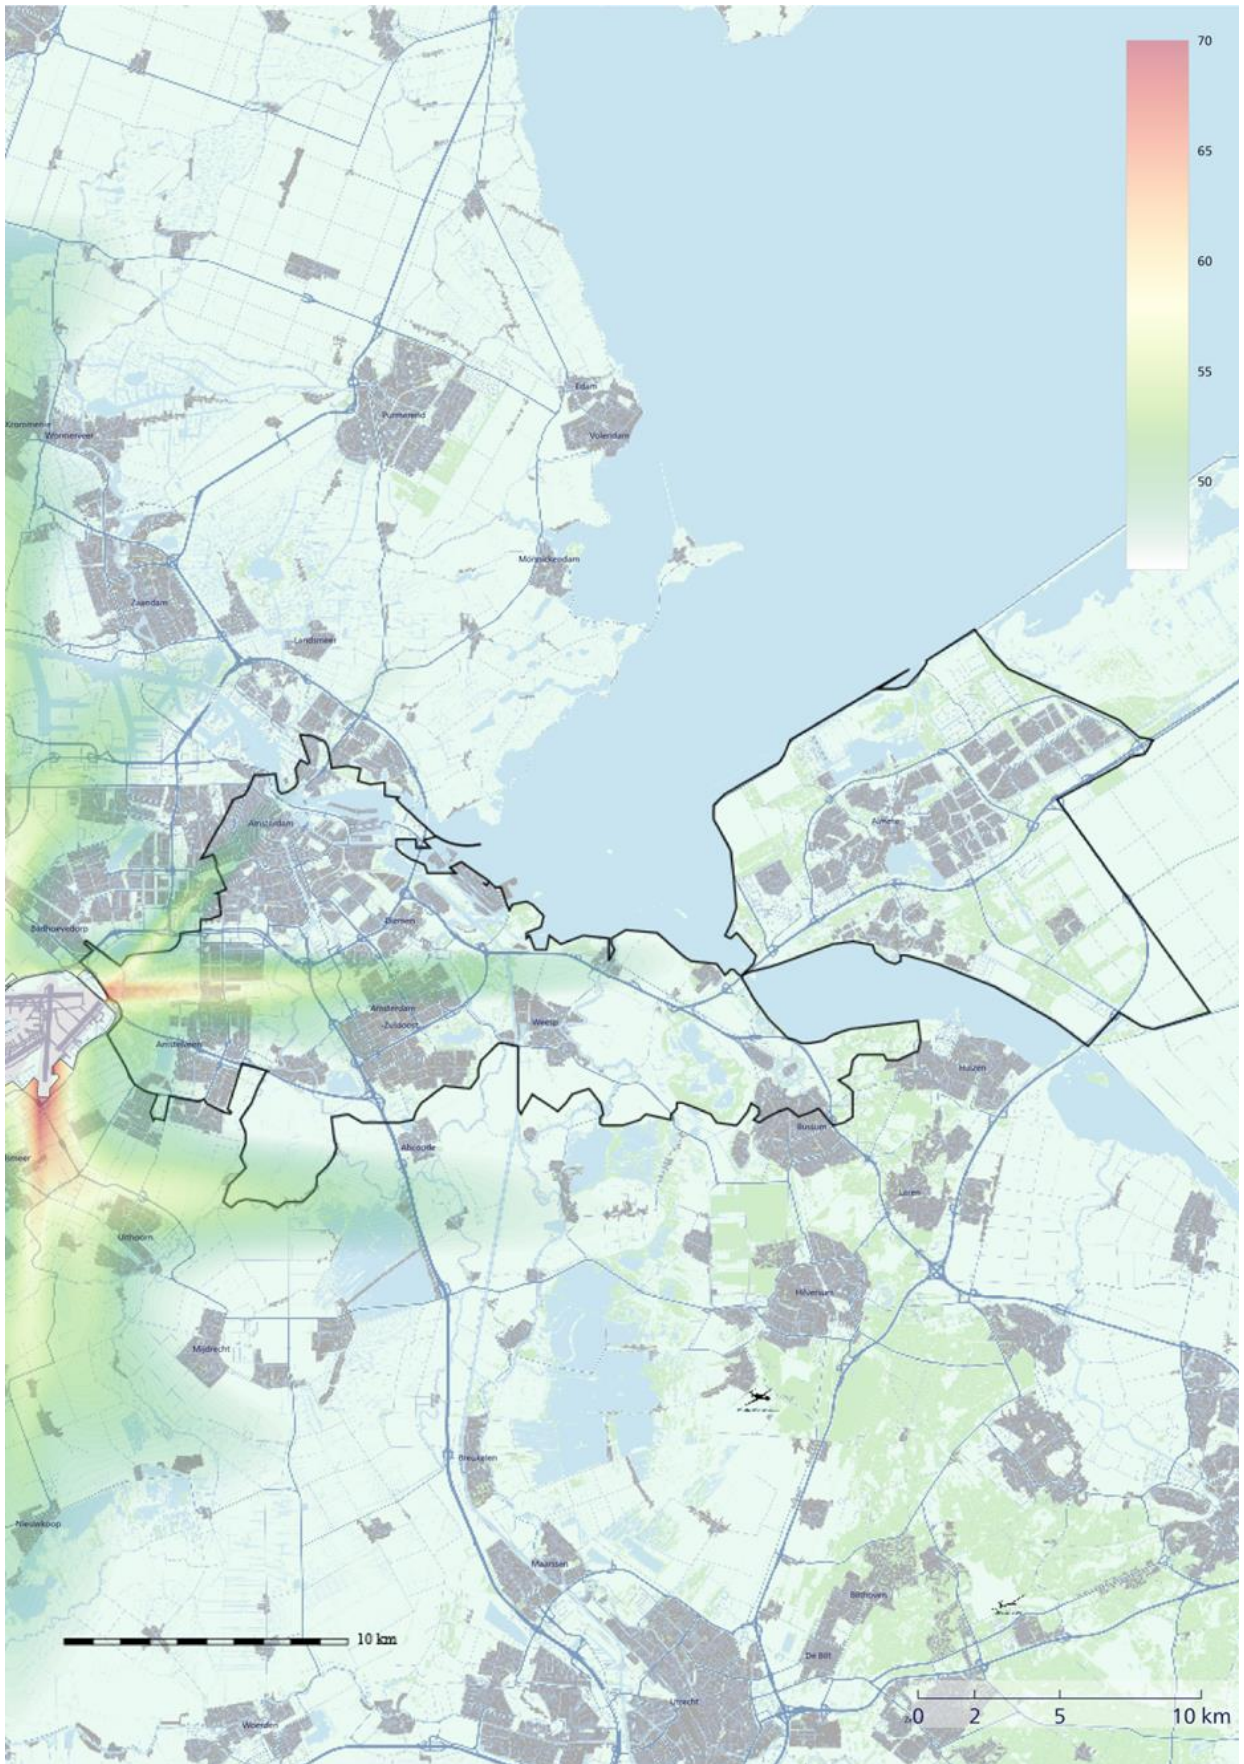 70
65
60
55
50
Edam
Purmerend
Volendam
Krommenie
Wormerveer
Monnickendam
Zaandam
Landsmeer
Amsterdam
Almere
Diemen
Badhoevedorp
Amsterdam
-Zuidoost
Weesp
Amstelveen
Huizen
Bussum
Abcoude
Laren
Uithoorn
Hilversum
Mijdrecht
Breukelen
Nieuwkoop
Maarssen
Bilthoven
10 km
De Bilt
Utrecht
Woerden
0 2 5 10 km